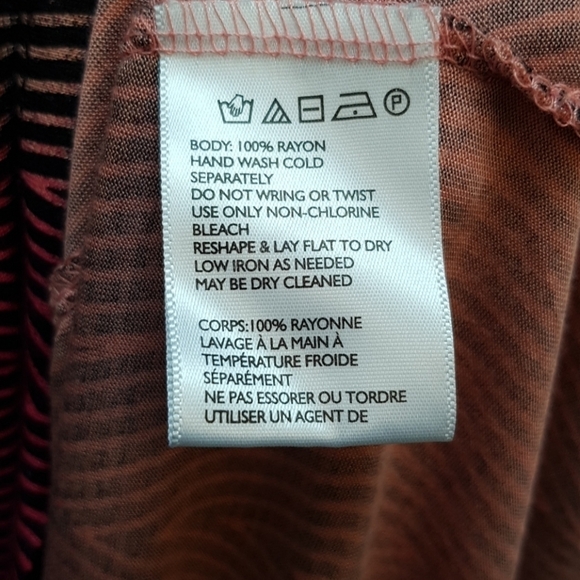 P
BODY: 100% RAYON
HAND WASH COLD
SEPARATELY
DO NOT WRING OR TWIST
USE ONLY NON-CHLORINE
BLEACH
RESHAPE & LAY FLAT TO DRY
LOW IRON AS NEEDED
MAY BE DRY CLEANED
CORPS:100% RAYONNE
LAVAGE À LA MAIN À
TEMPÉRATURE FROIDE
SÉPARÉMENT
NE PAS ESSORER OU TORDRE
UTILISER UN AGENT DE